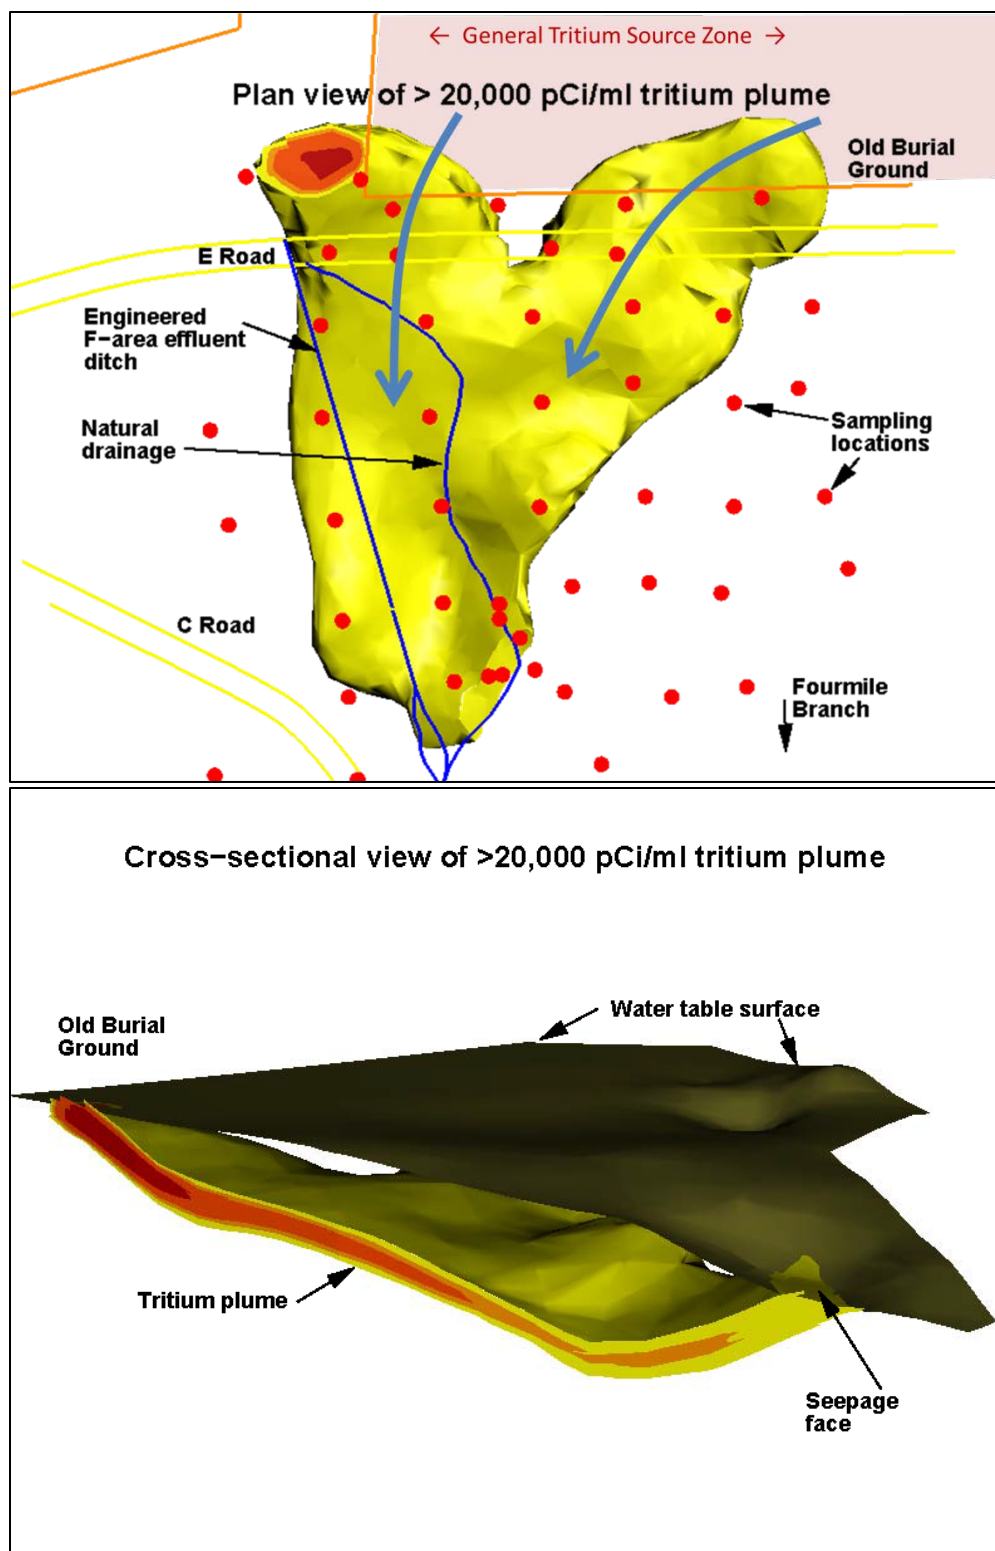 ← General Tritium Source Zone →
Plan view of > 20,000 pCi/ml tritium plume
Old Burial
Ground
E Road
Engineered
F−area effluent
ditch
Natural
drainage
Sampling
locations
C Road
Fourmile
Branch
Cross−sectional view of >20,000 pCi/ml tritium plume
Water table surface
Old Burial
Ground
Tritium plume
Seepage
face